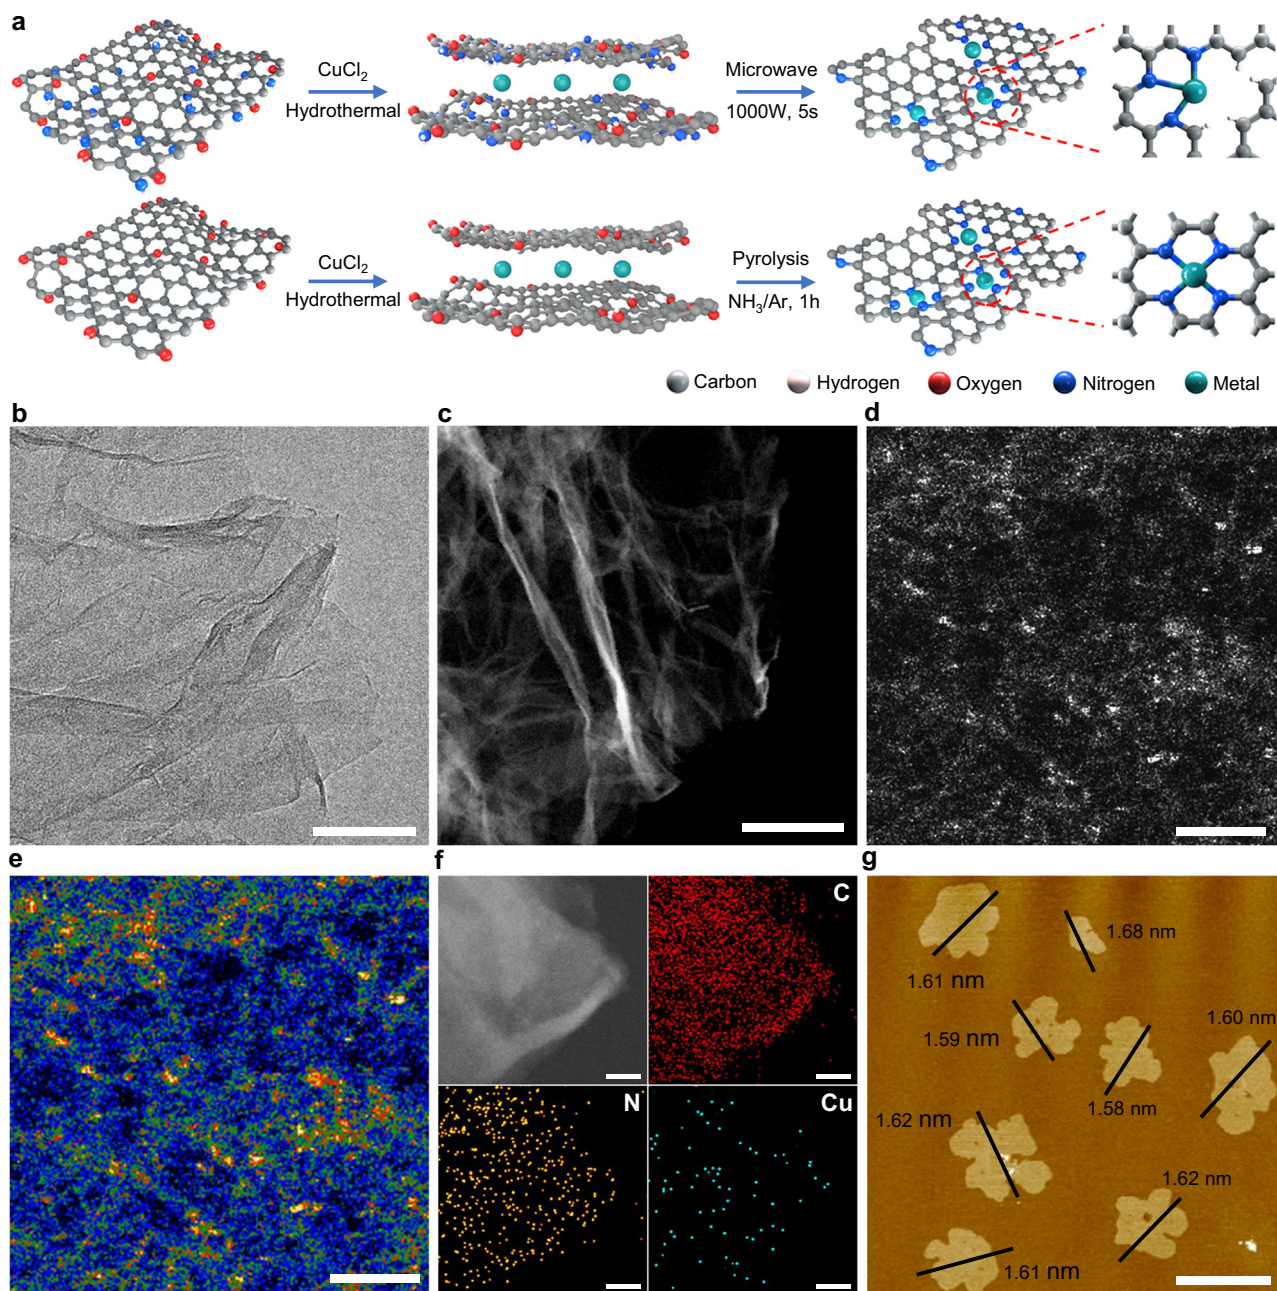 a
CuCl₂
Hydrothermal
Microwave
1000W, 5s
CuCl₂
Hydrothermal
Pyrolysis
NH₃/Ar, 1h
Carbon
Hydrogen
Oxygen
Nitrogen
Metal
b
c
d
e
f
C
N
Cu
g
1.61 nm
1.68 nm
1.59 nm
1.58 nm
1.60 nm
1.62 nm
1.62 nm
1.61 nm